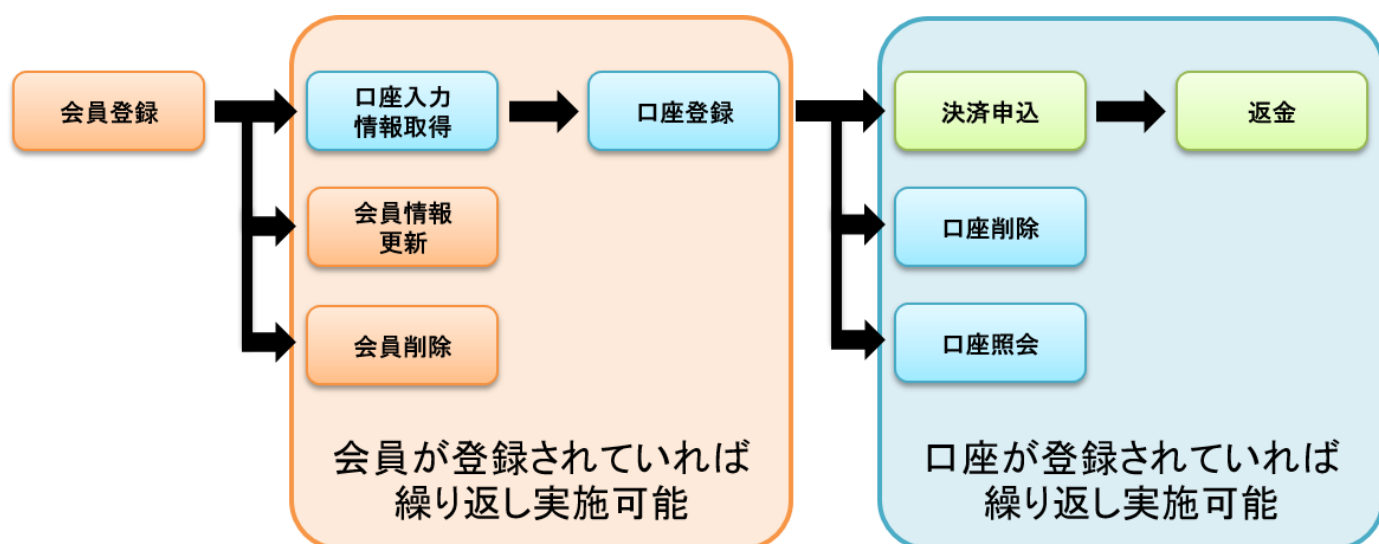 会員登録
口座入力
情報取得
口座登録
決済申込
返金
会員情報
更新
口座削除
会員削除
口座照会
会員が登録されていれば
繰り返し実施可能
口座が登録されていれば
繰り返し実施可能